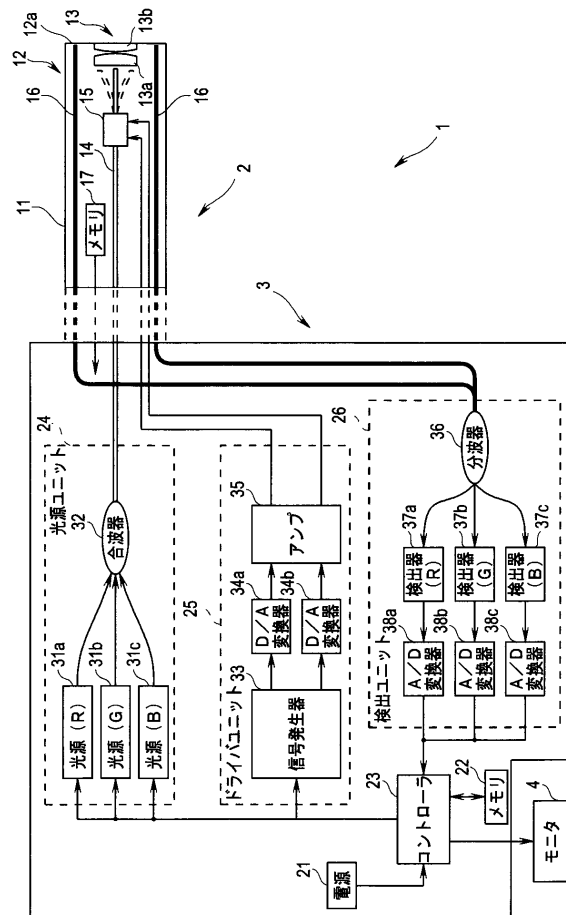 1
2
3
11
12
12a
13
13a
13b
14
15
16
16
17
メモリ
24
光源ユニット
31a
光源(R)
31b
光源(G)
31c
光源(B)
32
合波器
25
ドライバユニット
33
信号発生器
34a
D/A
変換器
34b
D/A
変換器
35
アンプ
26
検出ユニット
36
分波器
37a
検出器
(R)
37b
検出器
(G)
37c
検出器
(B)
38a
A/D
変換器
38b
A/D
変換器
38c
A/D
変換器
21
電源
23
コントローラ
22
メモリ
4
モニタ